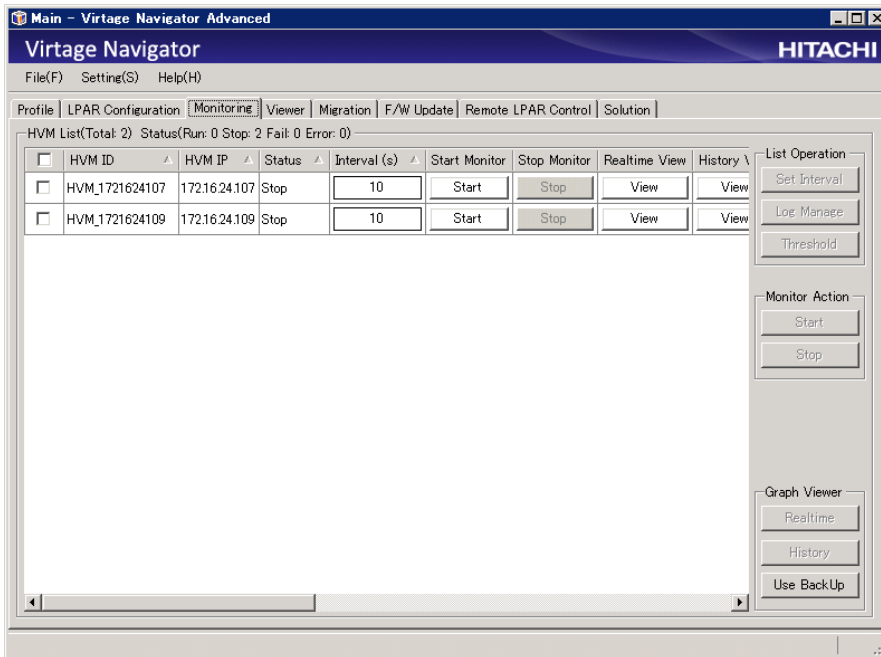 Main - Virtage Navigator Advanced
Virtage Navigator
HITACHI
File(F) Setting(S) Help(H)
Profile LPAR Configuration Monitoring Viewer Migration F/W Update Remote LPAR Control Solution
HVM List(Total: 2) Status(Run: 0 Stop: 2 Fail: 0 Error: 0)
HVM ID HVM IP Status Interval (s) Start Monitor Stop Monitor Realtime View History V
HVM_1721624107 172.16.24.107 Stop 10 Start Stop View View
HVM_1721624109 172.16.24.109 Stop 10 Start Stop View View
List Operation
Set Interval
Log Manage
Threshold
Monitor Action
Start
Stop
Graph Viewer
Realtime
History
Use BackUp